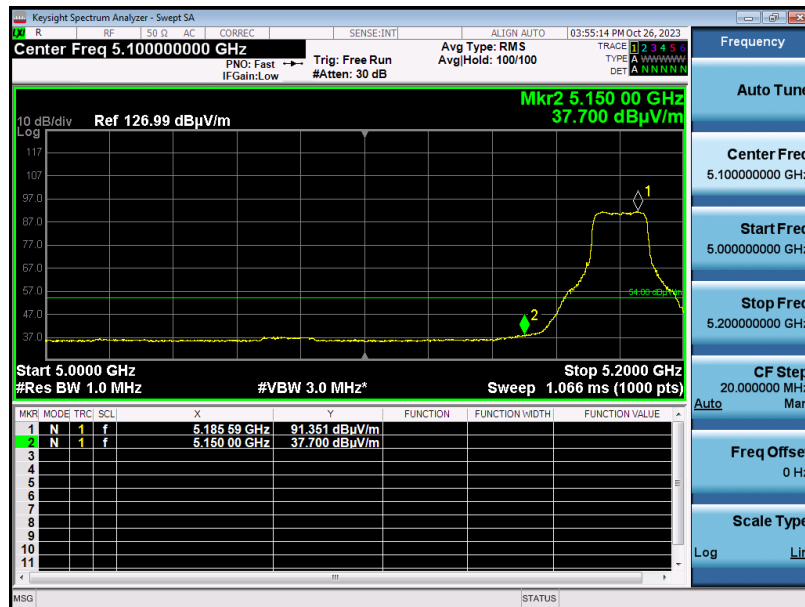 Keysight Spectrum Analyzer - Swept SA
R RF 50 Ω AC CORREC SENSE:INT ALIGN AUTO 03:55:14 PM Oct 26, 2023
Center Freq 5.100000000 GHz
PNO: Fast
IFGain:Low
Trig: Free Run
#Atten: 30 dB
Avg Type: RMS
Avg|Hold: 100/100
TRACE 1 2 3 4 5 6
TYPE A WWWWW
DET A N N N N N
Mkr2 5.150 00 GHz
37.700 dBµV/m
10 dB/div Ref 126.99 dBµV/m
Log
117
107
97.0
87.0
77.0
67.0
57.0
47.0
37.0
1
54.00 dBµV/m
2
Start 5.0000 GHz Stop 5.2000 GHz
#Res BW 1.0 MHz #VBW 3.0 MHz* Sweep 1.066 ms (1000 pts)
MKR MODE TRC SCL X Y FUNCTION FUNCTION WIDTH FUNCTION VALUE
1 N 1 f 5.185 59 GHz 91.351 dBµV/m
2 N 1 f 5.150 00 GHz 37.700 dBµV/m
3
4
5
6
7
8
9
10
11
MSG STATUS
Frequency
Auto Tune
Center Freq
5.100000000 GHz
Start Freq
5.000000000 GHz
Stop Freq
5.200000000 GHz
CF Step
20.000000 MHz
Auto Man
Freq Offset
0 Hz
Scale Type
Log Lin